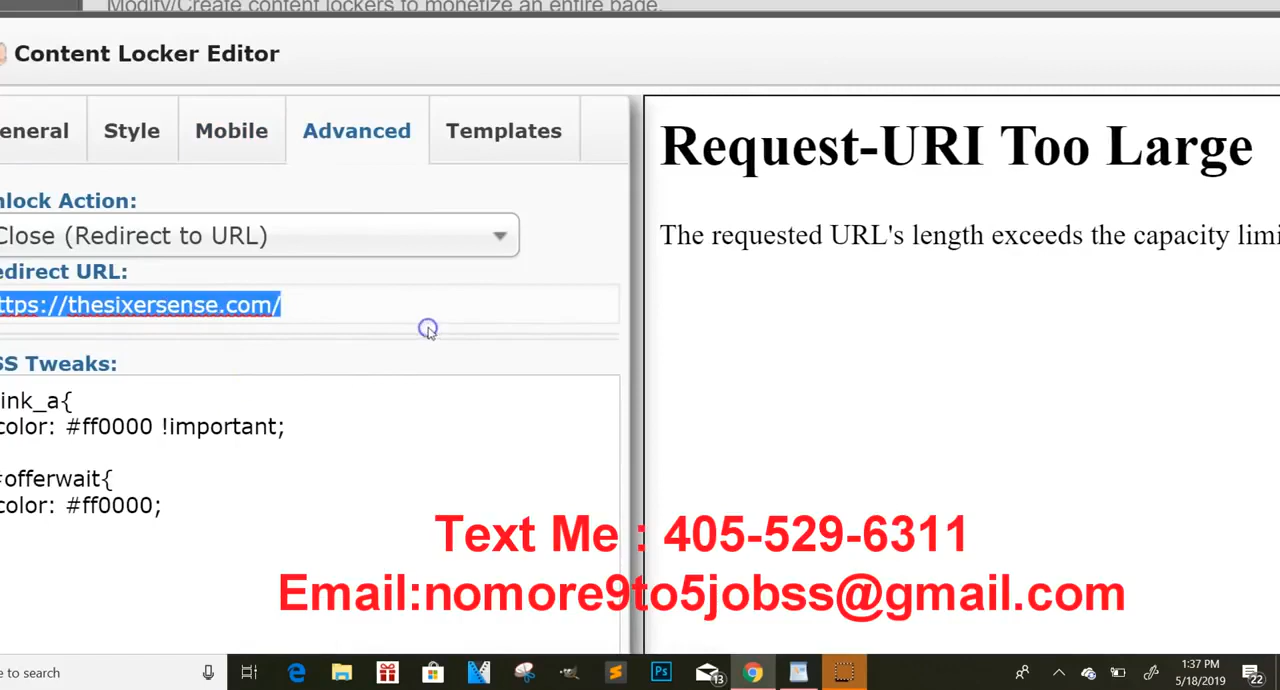 Modify/Create content lockers to monetize an entire page.
Content Locker Editor
eneral Style Mobile Advanced Templates
nlock Action:
Close (Redirect to URL)
edirect URL:
ttps://thesixersense.com/
SS Tweaks:
ink_a{
color: #ff0000 !important;
#offerwait{
color: #ff0000;
Request-URI Too Large
The requested URL's length exceeds the capacity limi
Text Me : 405-529-6311
Email:nomore9to5jobss@gmail.com
e to search
Ps
13
1:37 PM
5/18/2019
22